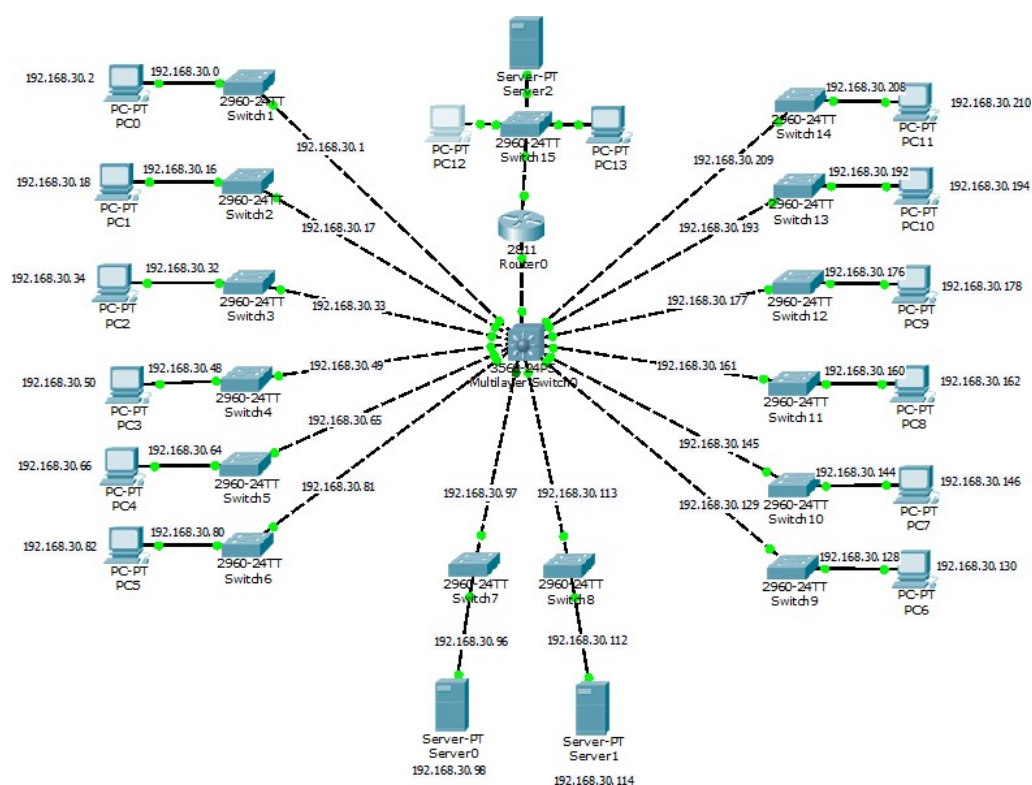 Server-PT
Server2
192.168.30.2
192.168.30.0
PC-PT
PC0
2960-24TT
Switch1
192.168.30.1
PC-PT
PC12
2960-24TT
Switch15
PC-PT
PC13
192.168.30.208
192.168.30.210
2960-24TT
Switch14
PC-PT
PC11
192.168.30.209
192.168.30.18
192.168.30.16
PC-PT
PC1
2960-24TT
Switch2
192.168.30.17
2811
Router0
192.168.30.192
192.168.30.194
2960-24TT
Switch13
PC-PT
PC10
192.168.30.193
192.168.30.34
192.168.30.32
PC-PT
PC2
2960-24TT
Switch3
192.168.30.33
192.168.30.176
192.168.30.178
2960-24TT
Switch12
PC-PT
PC9
192.168.30.177
192.168.30.50
192.168.30.48
PC-PT
PC3
2960-24TT
Switch4
192.168.30.49
Multilayer Switch0
192.168.30.161
192.168.30.160
192.168.30.162
2960-24TT
Switch11
PC-PT
PC8
192.168.30.66
192.168.30.64
PC-PT
PC4
2960-24TT
Switch5
192.168.30.65
192.168.30.145
192.168.30.144
192.168.30.146
2960-24TT
Switch10
PC-PT
PC7
192.168.30.82
192.168.30.80
PC-PT
PC5
2960-24TT
Switch6
192.168.30.81
192.168.30.97
192.168.30.113
192.168.30.129
192.168.30.128
192.168.30.130
2960-24TT
Switch9
PC-PT
PC6
2960-24TT
Switch7
2960-24TT
Switch8
192.168.30.96
192.168.30.112
Server-PT
Server0
192.168.30.98
Server-PT
Server1
192.168.30.114